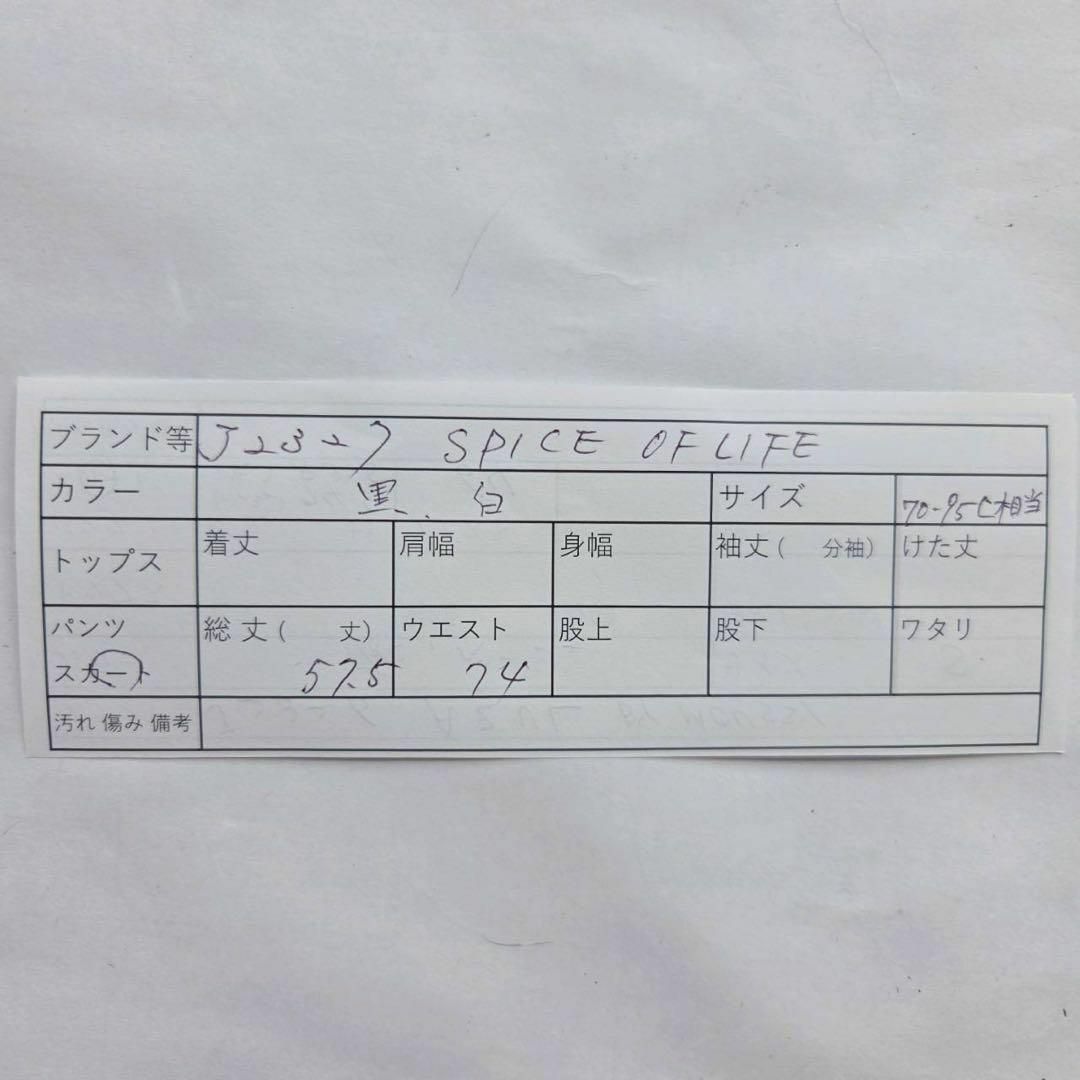 ブランド等 J2327 SPICE OF LIFE
カラー 黒、白 サイズ 70-95C相当
トップス 着丈 肩幅 身幅 袖丈( 分袖) けた丈
パンツ 総丈( 丈) ウエスト 股上 股下 ワタリ
スカート 57.5 74
汚れ 傷み 備考